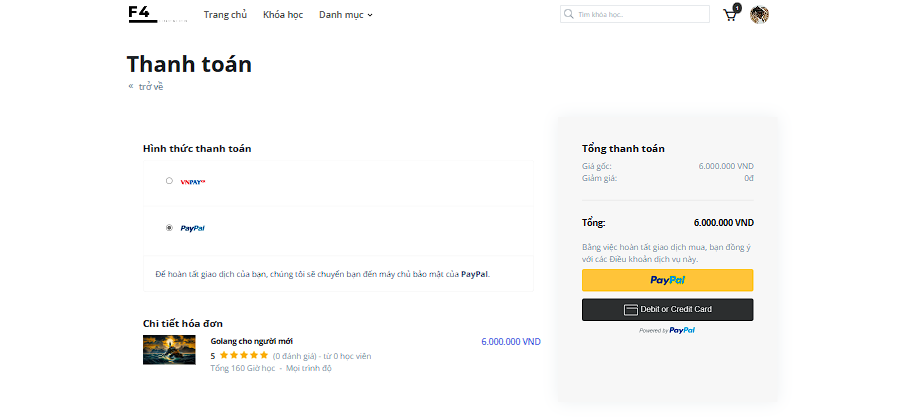 F4
Trang chủ
Khóa học
Danh mục
Tìm khóa học..
1
Thanh toán
« trở về
Hình thức thanh toán
VNPAY
PayPal
Để hoàn tất giao dịch của bạn, chúng tôi sẽ chuyển bạn đến máy chủ bảo mật của PayPal.
Chi tiết hóa đơn
Golang cho người mới
6.000.000 VND
5 ★★★★★ (0 đánh giá) - từ 0 học viên
Tổng 160 Giờ học - Mọi trình độ
Tổng thanh toán
Giá gốc: 6.000.000 VND
Giảm giá: 0đ
Tổng: 6.000.000 VND
Bằng việc hoàn tất giao dịch mua, bạn đồng ý
với các Điều khoản dịch vụ này.
PayPal
Debit or Credit Card
Powered by PayPal